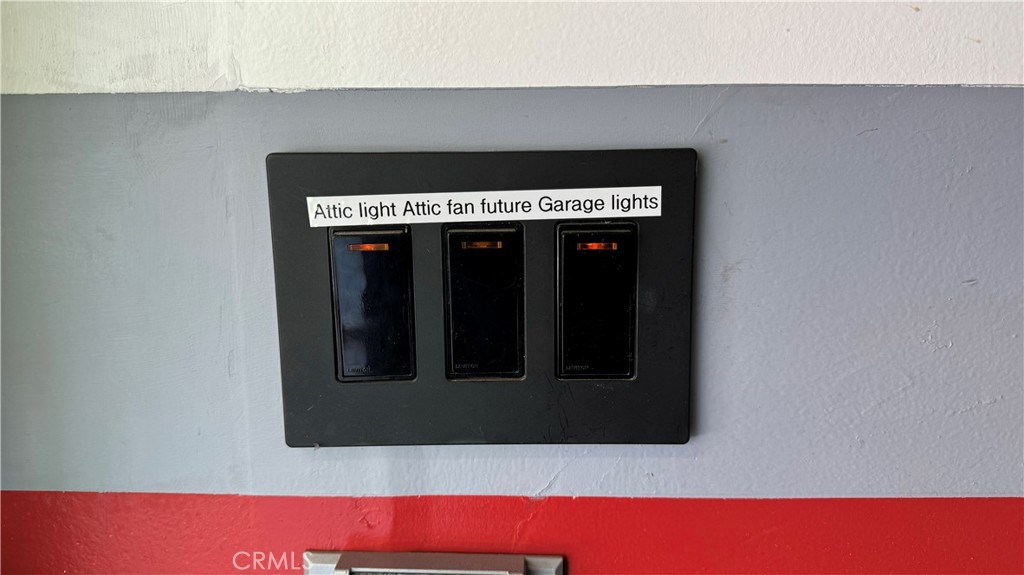 Attic light Attic fan future Garage lights
CRMLS